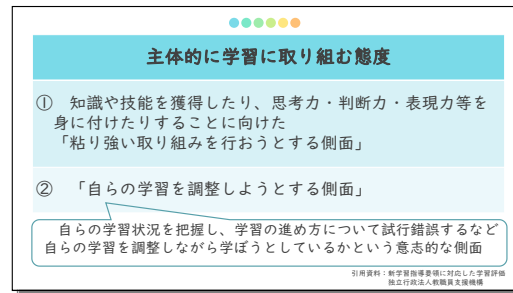 主体的に学習に取り組む態度
① 知識や技能を獲得したり、思考力・判断力・表現力等を
身に付けたりすることに向けた
「粘り強い取り組みを行おうとする側面」
② 「自らの学習を調整しようとする側面」
自らの学習状況を把握し、学習の進め方について試行錯誤するなど
自らの学習を調整しながら学ぼうとしているかという意志的な側面
引用資料：新学習指導要領に対応した学習評価
独立行政法人教職員支援機構